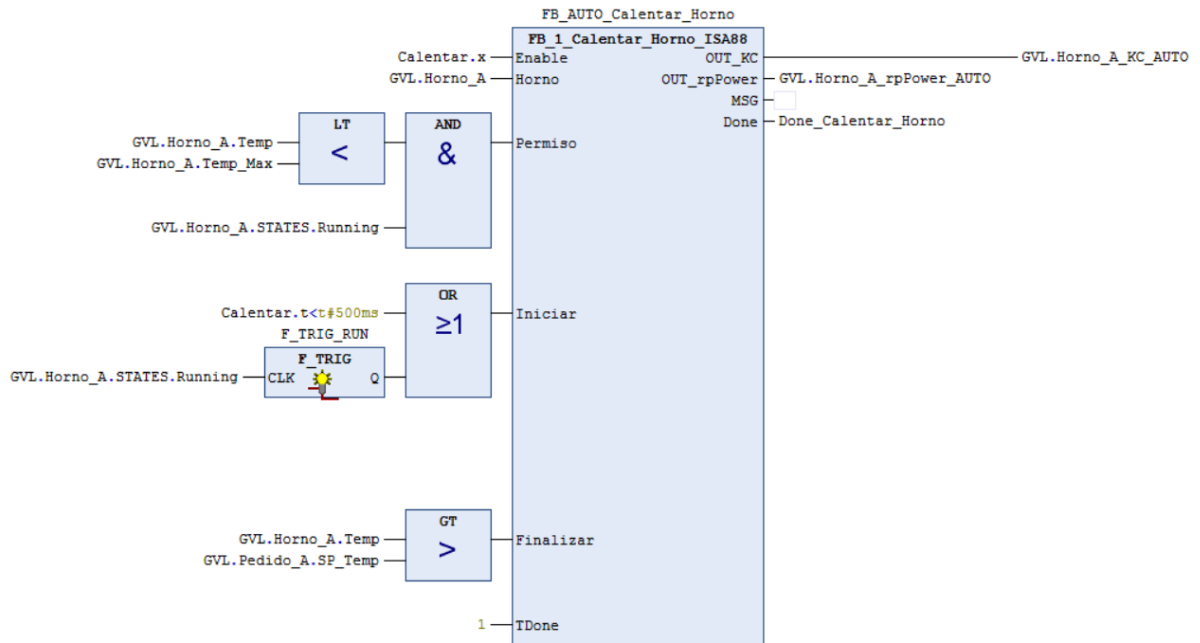 FB_AUTO_Calentar_Horno
FB_1_Calentar_Horno_ISA88
Calentar.x Enable OUT_KC GVL.Horno_A_KC_AUTO
GVL.Horno_A Horno OUT_rpPower GVL.Horno_A_rpPower_AUTO
MSG
Done Done_Calentar_Horno
LT AND
GVL.Horno_A.Temp < & Permiso
GVL.Horno_A.Temp_Max
GVL.Horno_A.STATES.Running
OR
Calentar.t<t#500ms ≥1 Iniciar
F_TRIG_RUN
F_TRIG
GVL.Horno_A.STATES.Running CLK Q
GT
GVL.Horno_A.Temp > Finalizar
GVL.Pedido_A.SP_Temp
1 TDone